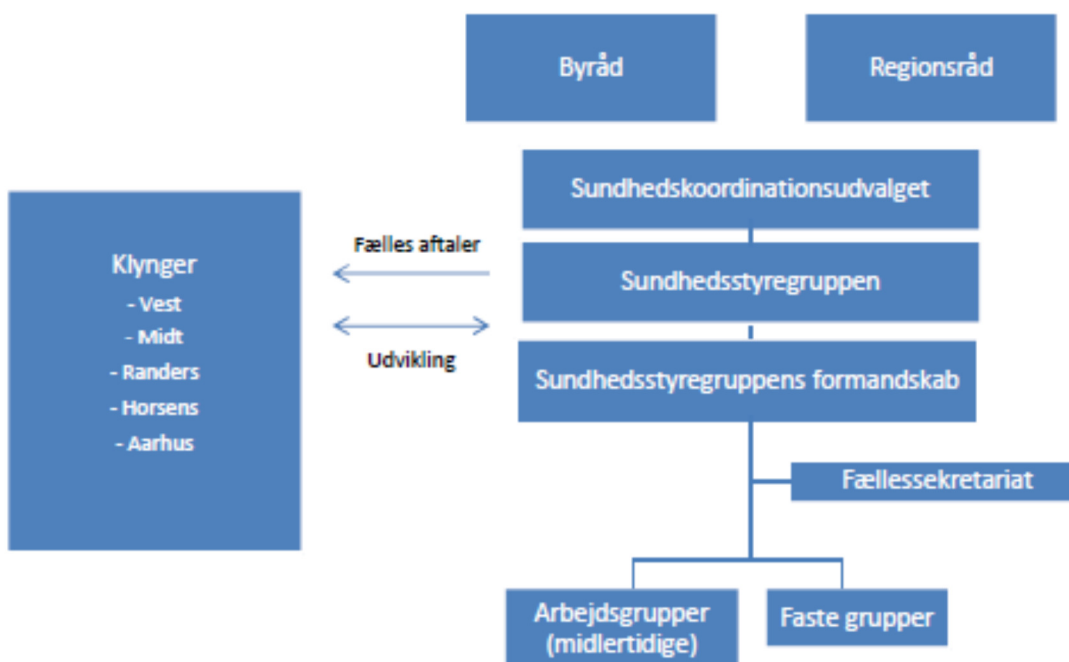 Byråd
Regionsråd
Sundhedskoordinationsudvalget
Klynger
- Vest
- Midt
- Randers
- Horsens
- Aarhus
Fælles aftaler
Udvikling
Sundhedsstyregruppen
Sundhedsstyregruppens formandskab
Fællessekretariat
Arbejdsgrupper
(midlertidige)
Faste grupper